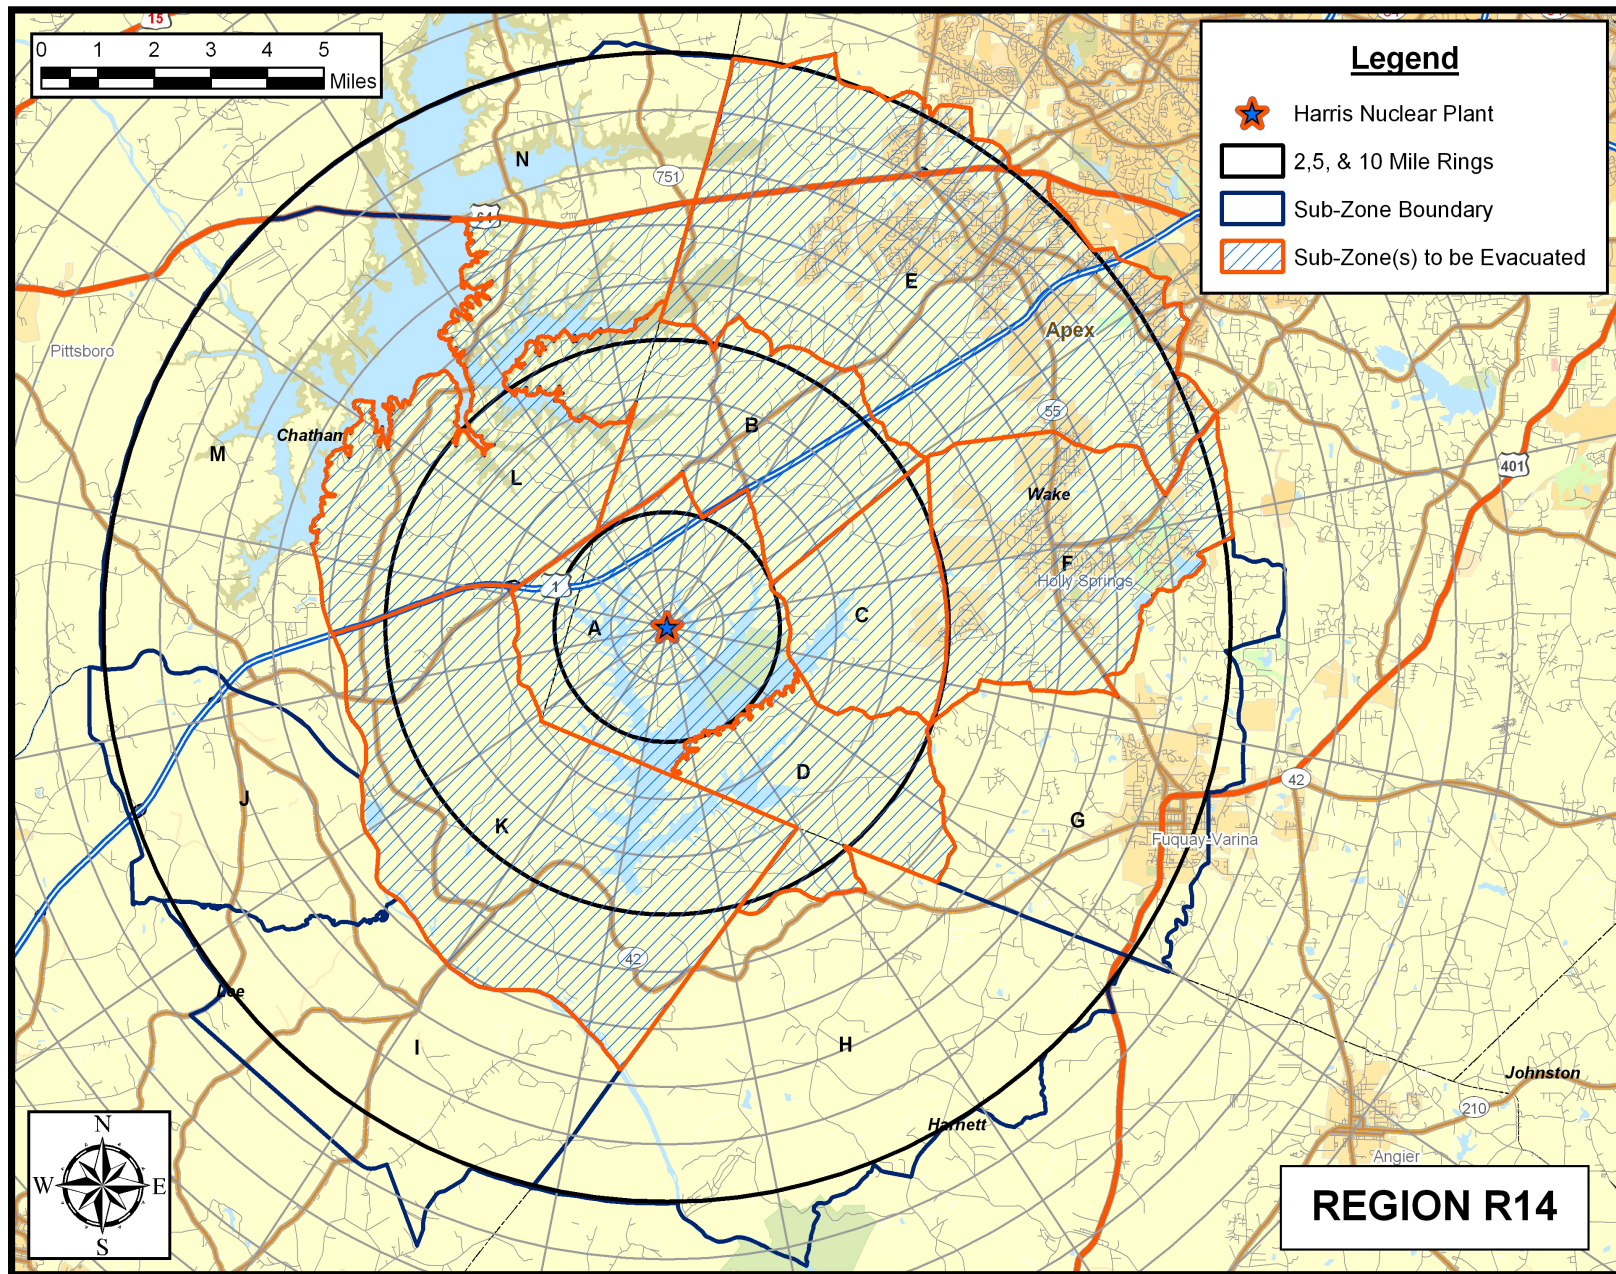 15
0 1 2 3 4 5
Miles
Legend
Harris Nuclear Plant
2,5, & 10 Mile Rings
Sub-Zone Boundary
Sub-Zone(s) to be Evacuated
N
751
64
E
Apex
Pittsboro
55
B
Chatham
M
401
L
Wake
F
Holly Springs
1
A
C
D
42
J
K
G
Fuquay-Varina
42
Lee
I
H
Johnston
210
Harnett
Angier
N
W E
S
REGION R14